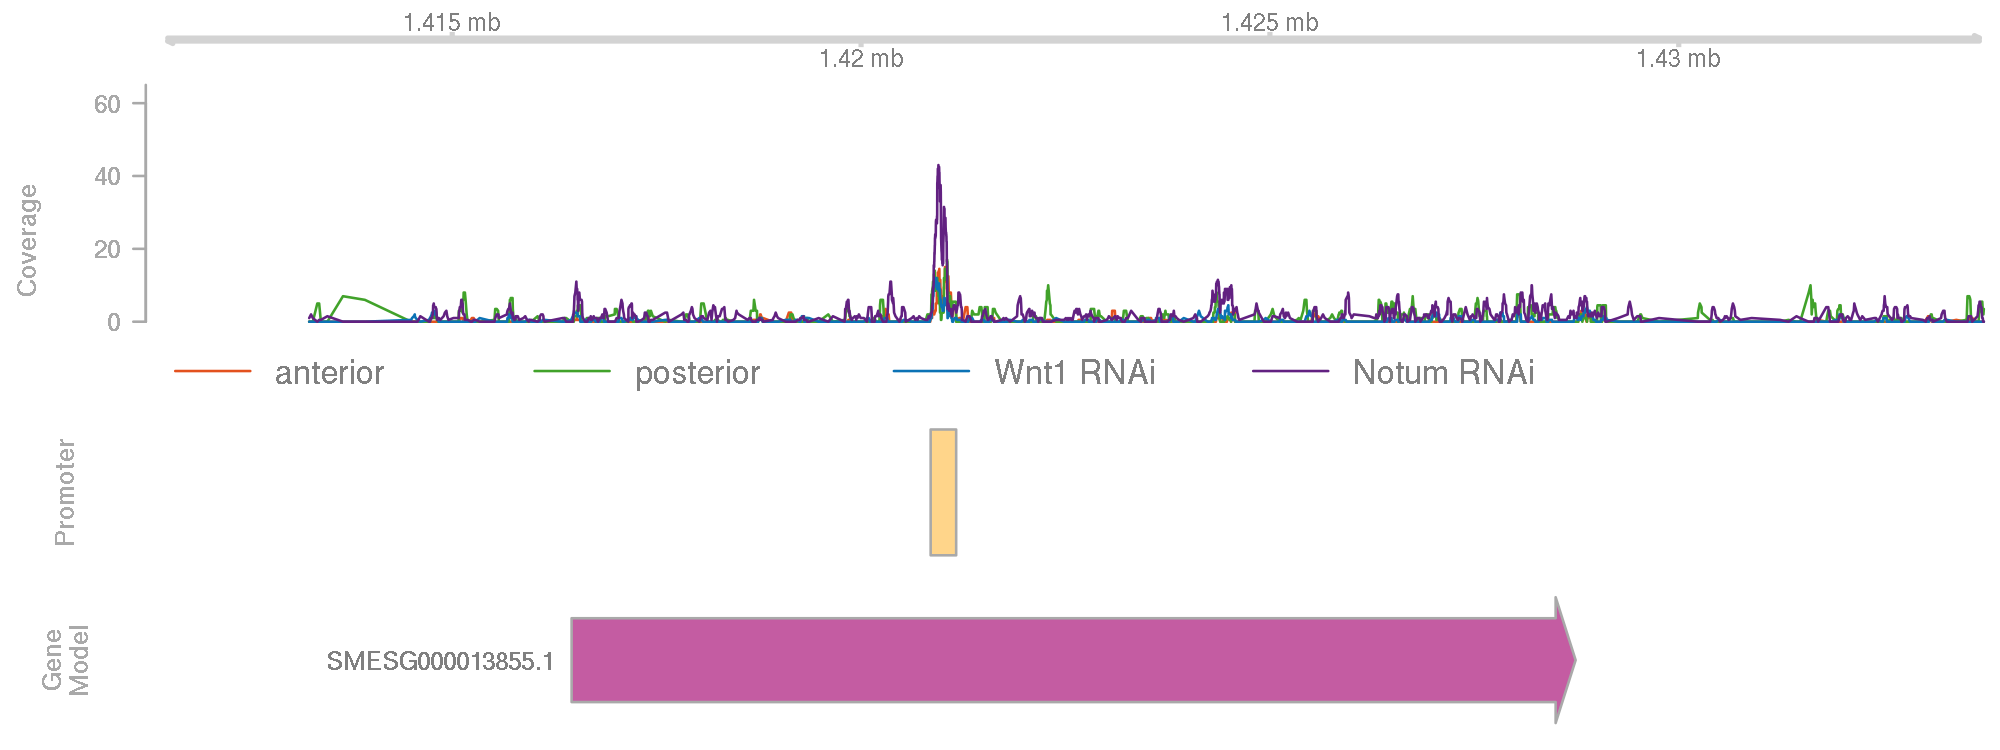 1.415 mb
1.425 mb
1.42 mb
1.43 mb
Coverage
60
40
20
0
anterior
posterior
Wnt1 RNAi
Notum RNAi
Promoter
Gene
Model
SMESG000013855.1